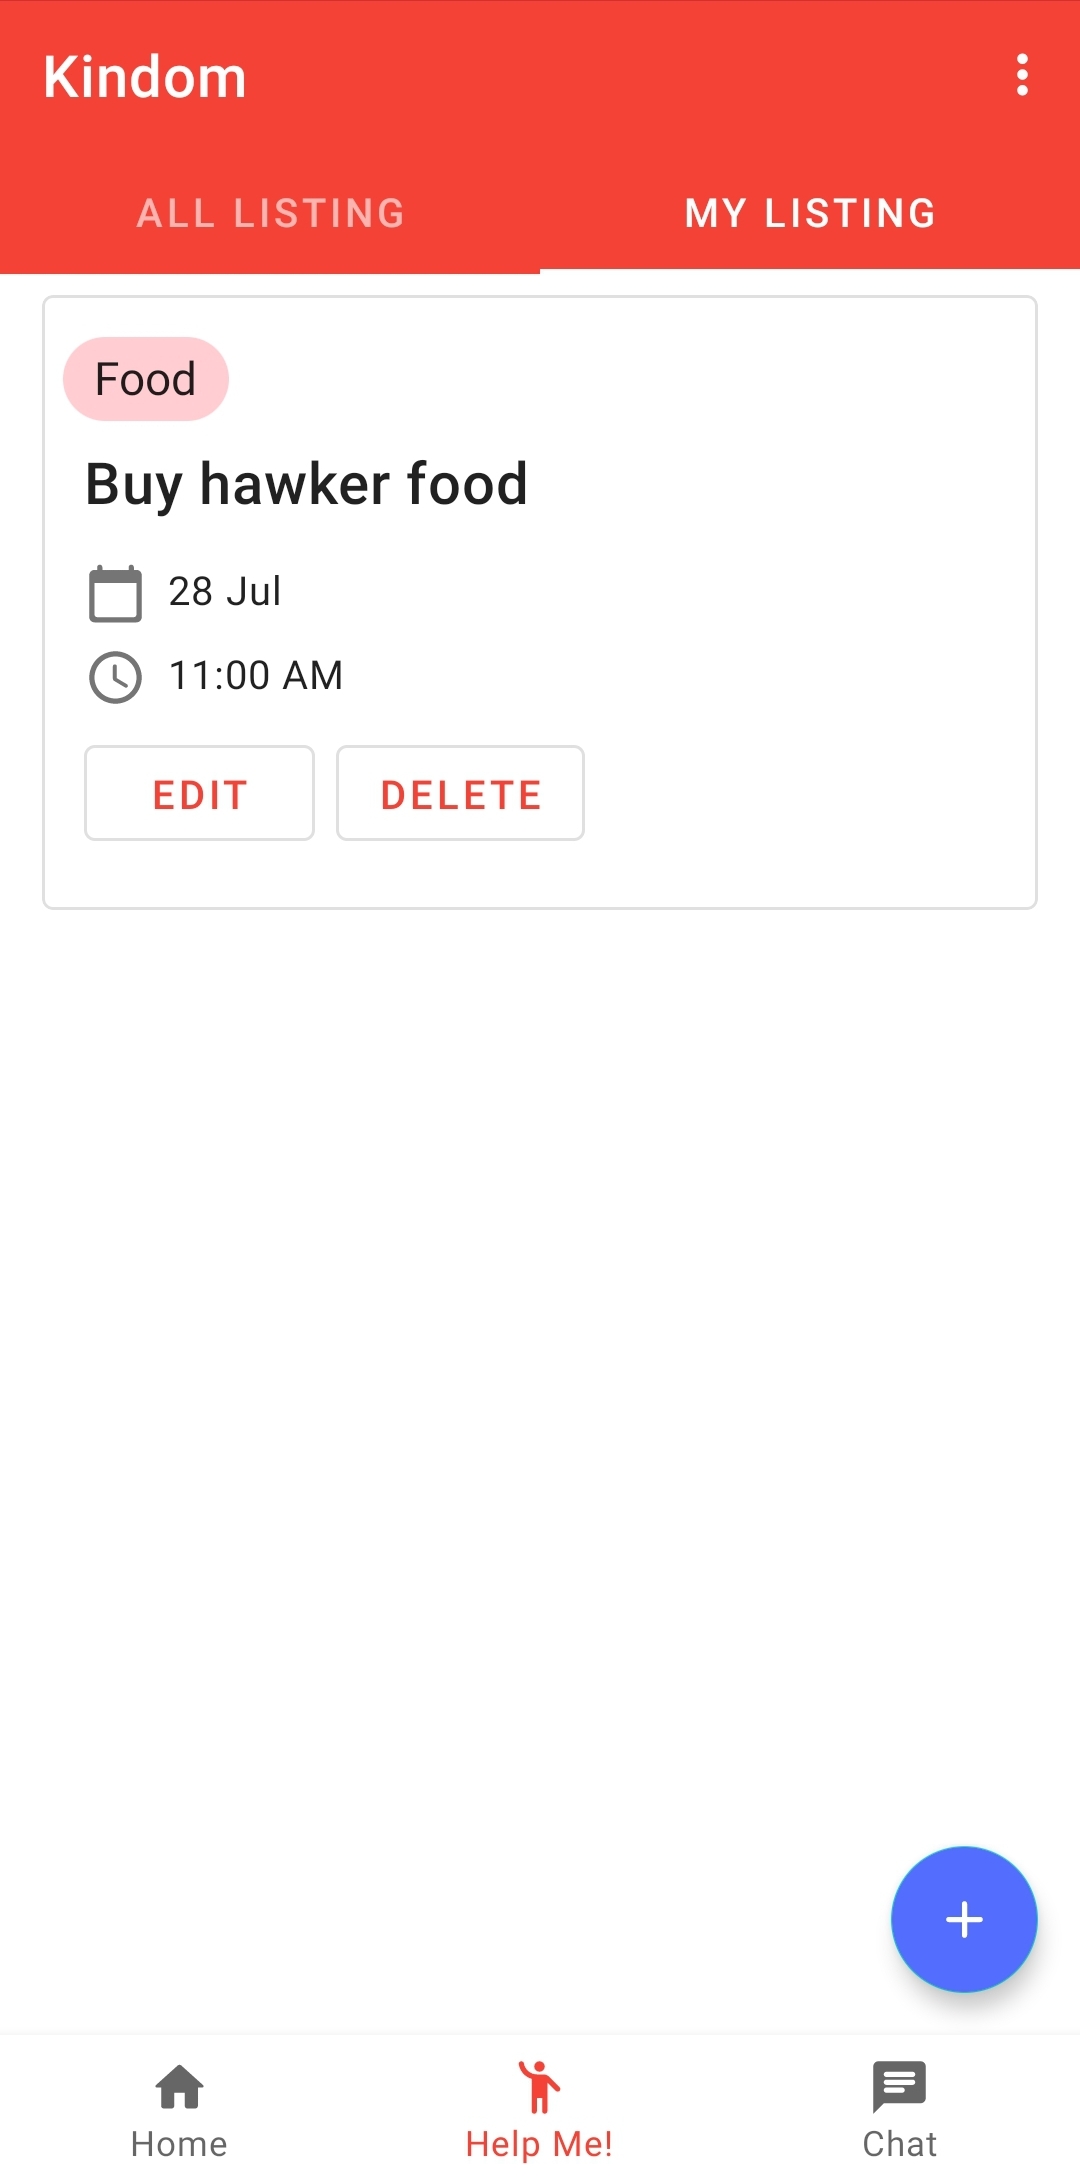 Kindom
ALL LISTING
MY LISTING
Food
Buy hawker food
28 Jul
11:00 AM
EDIT
DELETE
Home
Help Me!
Chat